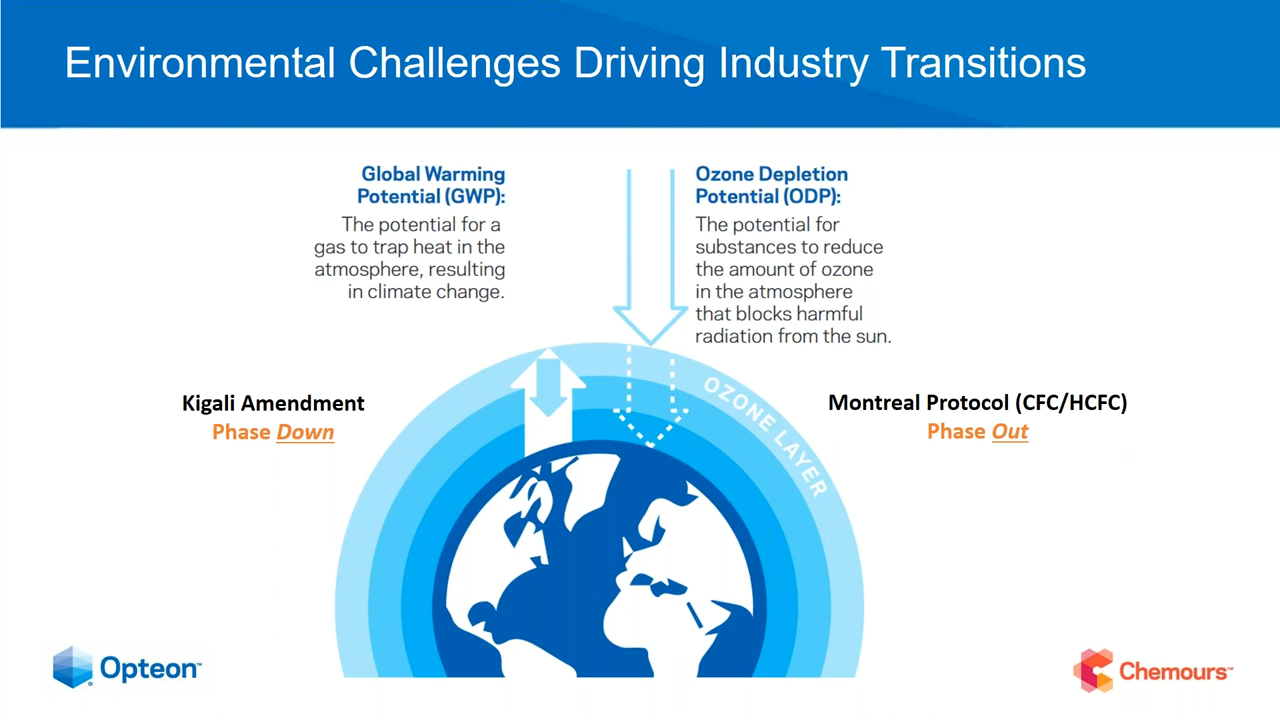 Environmental Challenges Driving Industry Transitions
Global Warming
Potential (GWP):
The potential for a
gas to trap heat in the
atmosphere, resulting
in climate change.
Ozone Depletion
Potential (ODP):
The potential for
substances to reduce
the amount of ozone
in the atmosphere
that blocks harmful
radiation from the sun.
OZONE LAYER
Kigali Amendment
Phase Down
Montreal Protocol (CFC/HCFC)
Phase Out
Opteon™
Chemours™